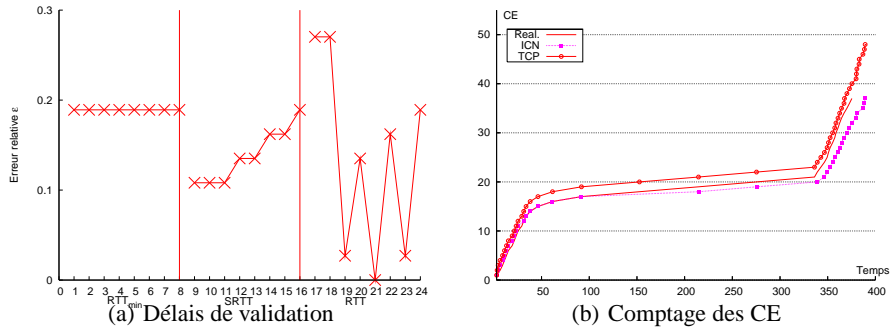 0.3
0.2
0.1
0
Erreur relative ε
0 1 2 3 4 5 6 7 8 9 10 11 12 13 14 15 16 17 18 19 20 21 22 23 24
RTTmin SRTT RTT
(a) Délais de validation
CE
Real.
ICN
TCP
50
40
30
20
10
0
Temps
50 100 150 200 250 300 350 400
(b) Comptage des CE